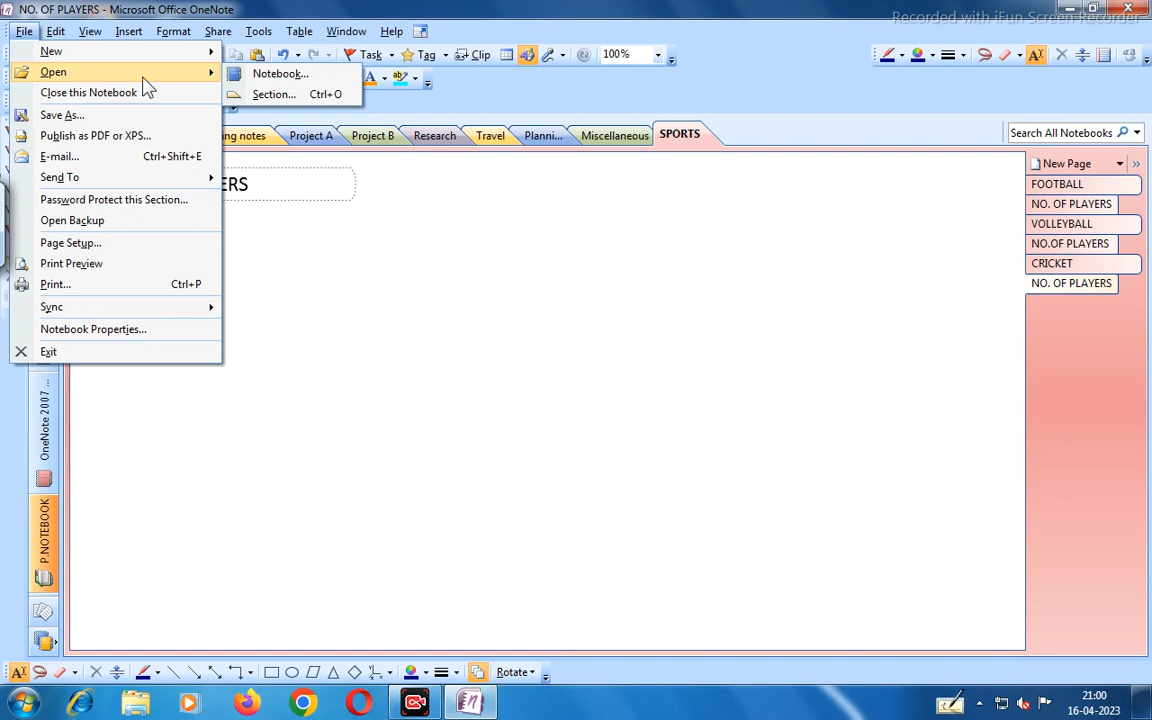 NO. OF PLAYERS - Microsoft Office OneNote
Recorded with iFun Screen Recorder
File Edit View Insert Format Share Tools Table Window Help
New
Task Tag Clip 100%
Open
Notebook...
Close this Notebook
Section... Ctrl+O
Save As...
Publish as PDF or XPS...
ng notes Project A Project B Research Travel Planni... Miscellaneous SPORTS
Search All Notebooks
E-mail... Ctrl+Shift+E
New Page
Send To
ERS
FOOTBALL
Password Protect this Section...
NO. OF PLAYERS
Open Backup
VOLLEYBALL
Page Setup...
NO.OF PLAYERS
Print Preview
CRICKET
Print... Ctrl+P
NO. OF PLAYERS
Sync
Notebook Properties...
Exit
OneNote 2007 ...
P.NOTEBOOK
Rotate
21:00
16-04-2023